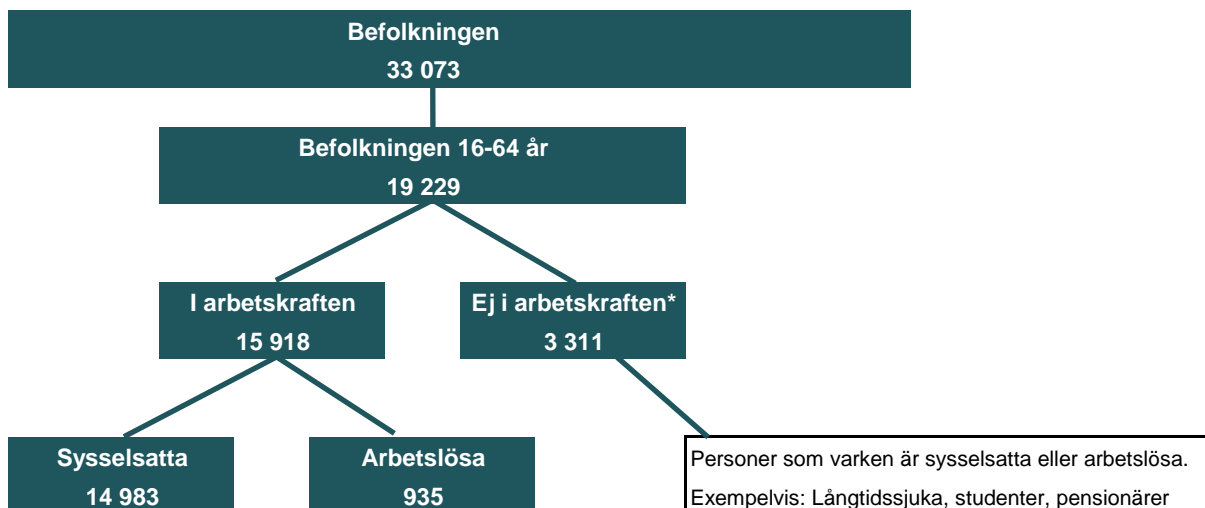 Befolkningen
33 073
Befolkningen 16-64 år
19 229
I arbetskraften
15 918
Ej i arbetskraften*
3 311
Sysselsatta
14 983
Arbetslösa
935
Personer som varken är sysselsatta eller arbetslösa.
Exempelvis: Långtidssjuka, studenter, pensionärer